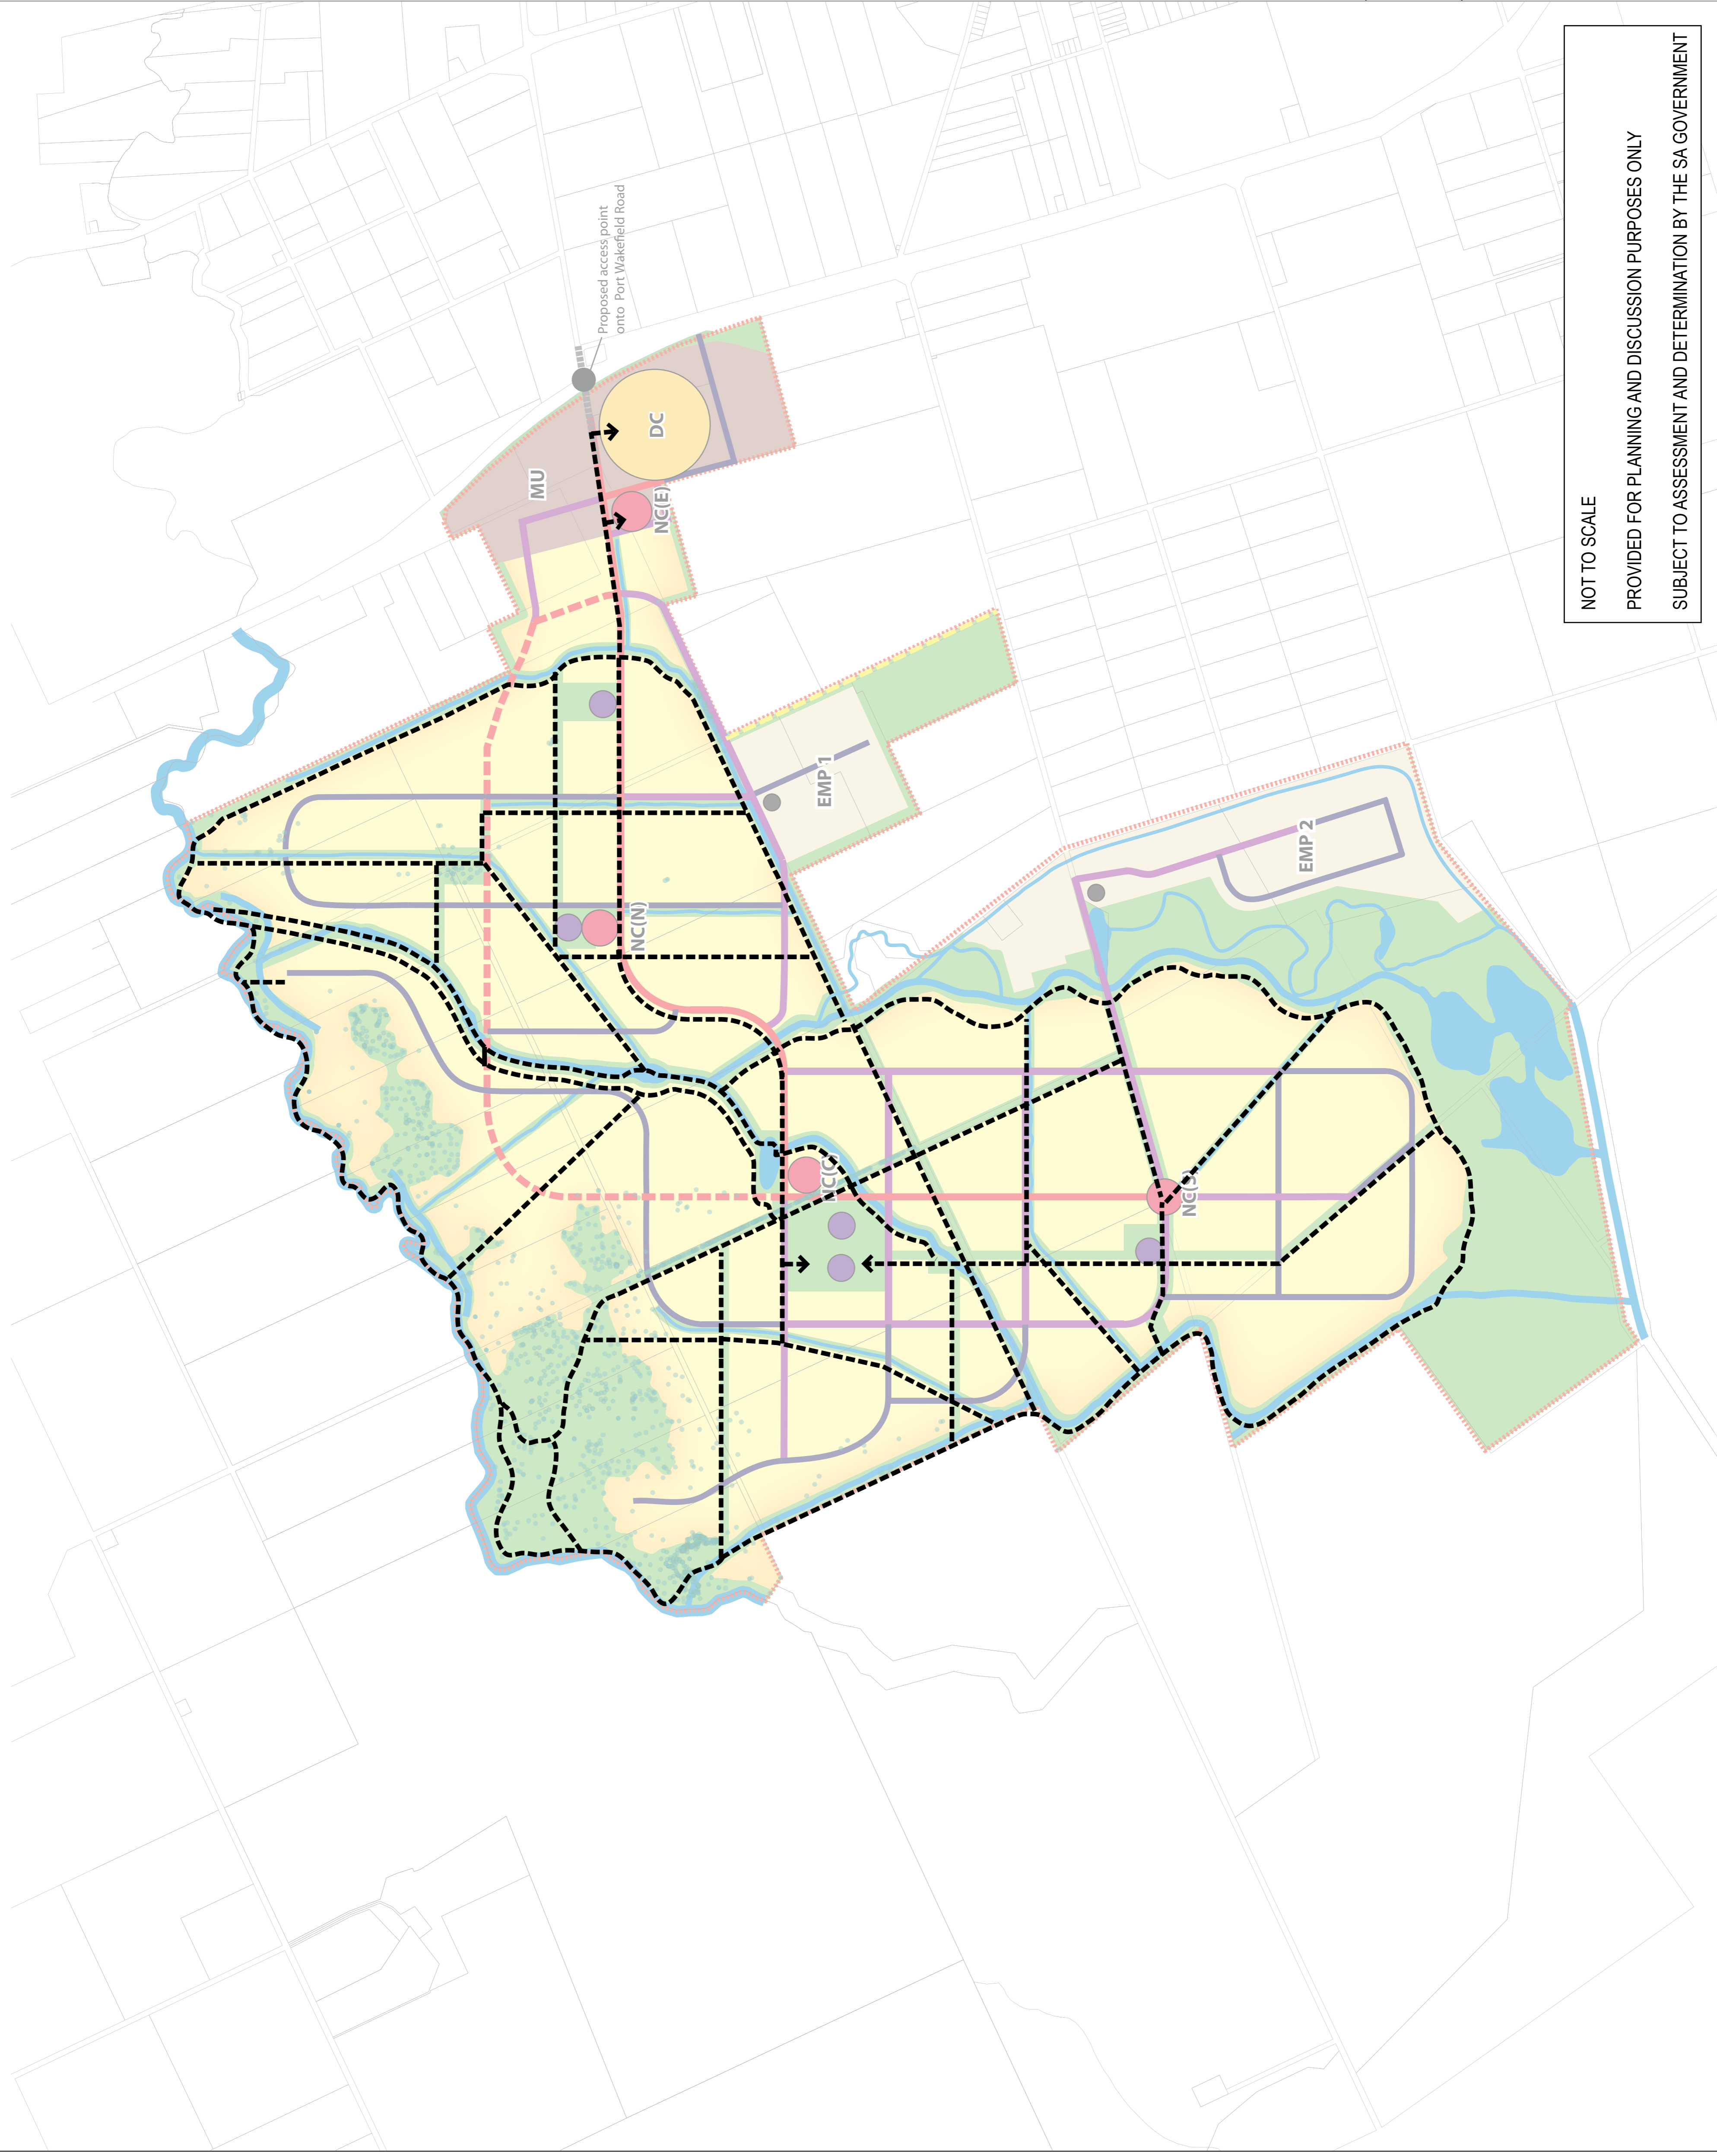 NOT TO SCALE
PROVIDED FOR PLANNING AND DISCUSSION PURPOSES ONLY
SUBJECT TO ASSESSMENT AND DETERMINATION BY THE SA GOVERNMENT
Proposed access point
onto Port Wakefield Road
MU
DC
NC(E)
EMP 1
EMP 2
NC(N)
NC(C)
NC(S)